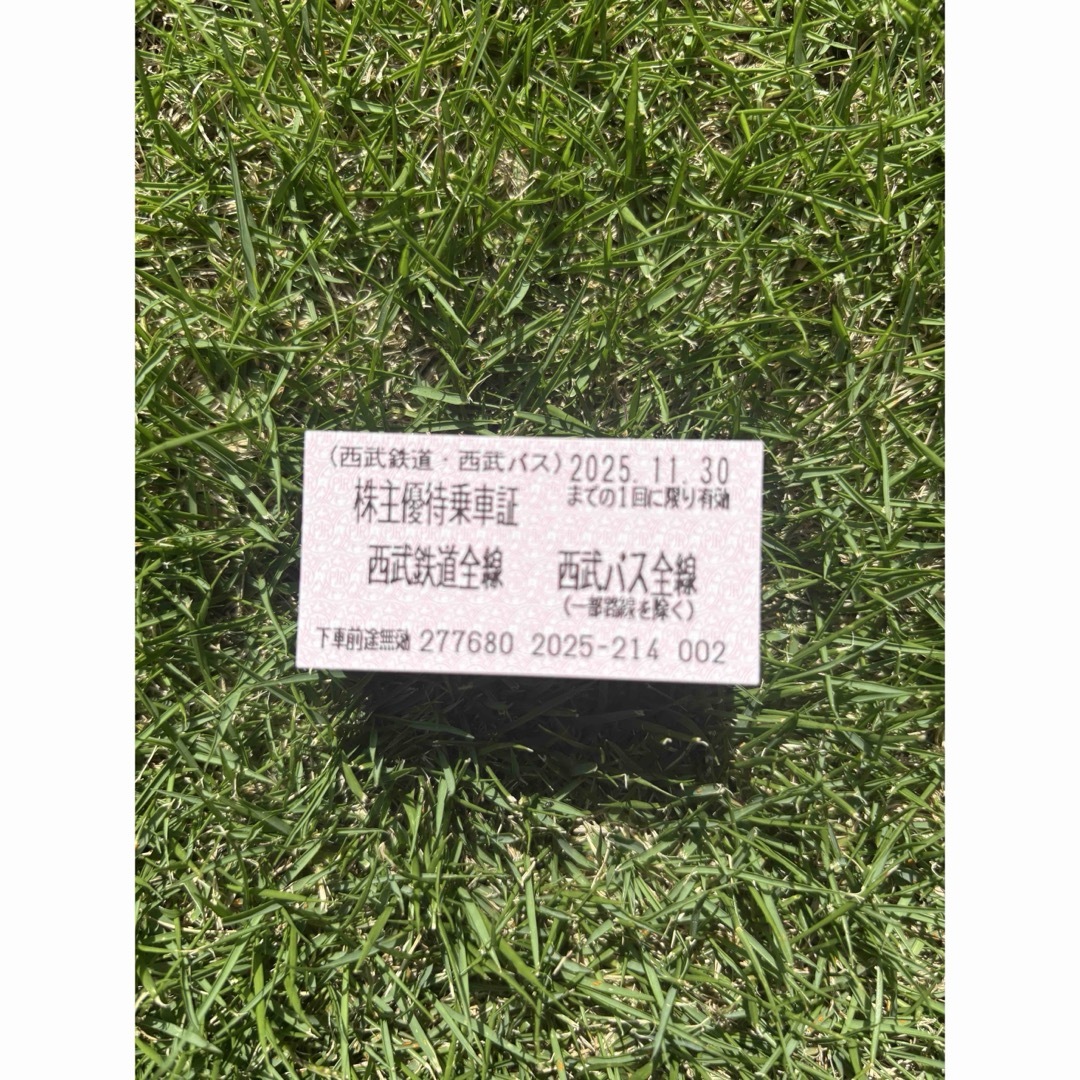 (西武鉄道・西武バス) 2025.11.30
株主優待乗車証 までの1回に限り有効
西武鉄道全線 西武バス全線
(一部路線を除く)
下車前途無効 277680 2025-214 002